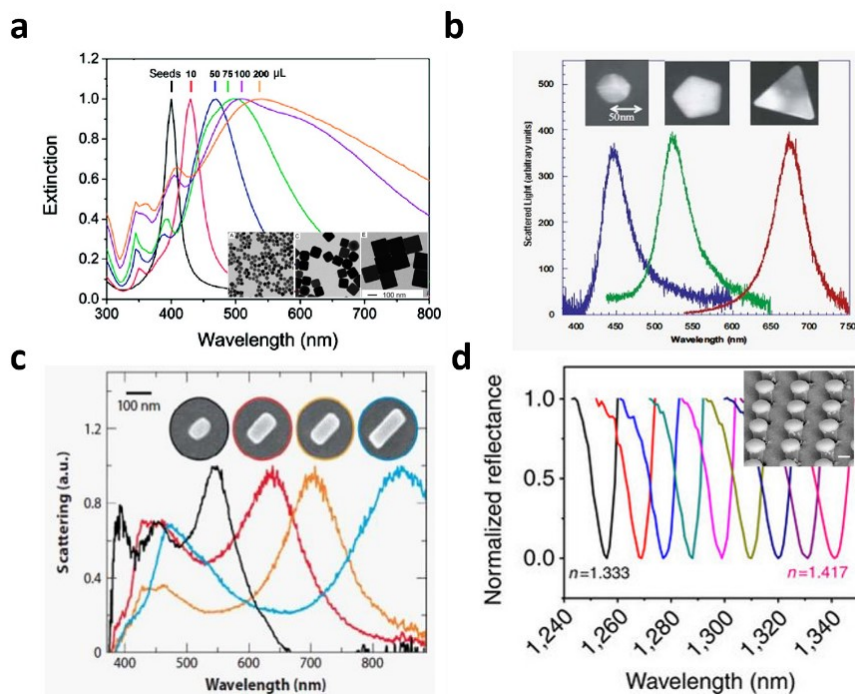 a
Seeds 10 50 75 100 200 μL
1.2
1.0
0.8
0.6
0.4
0.2
0.0
Extinction
300 400 500 600 700 800
Wavelength (nm)
100 nm
b
500
400
300
200
100
0
Scattered Light (arbitrary units)
50nm
400 450 500 550 600 650 700 750
Wavelength (nm)
c
100 nm
1.2
0.8
0.4
0
Scattering (a.u.)
400 500 600 700 800
Wavelength (nm)
d
1.0
0.5
0.0
Normalized reflectance
n=1.333
n=1.417
1,240 1,260 1,280 1,300 1,320 1,340
Wavelength (nm)